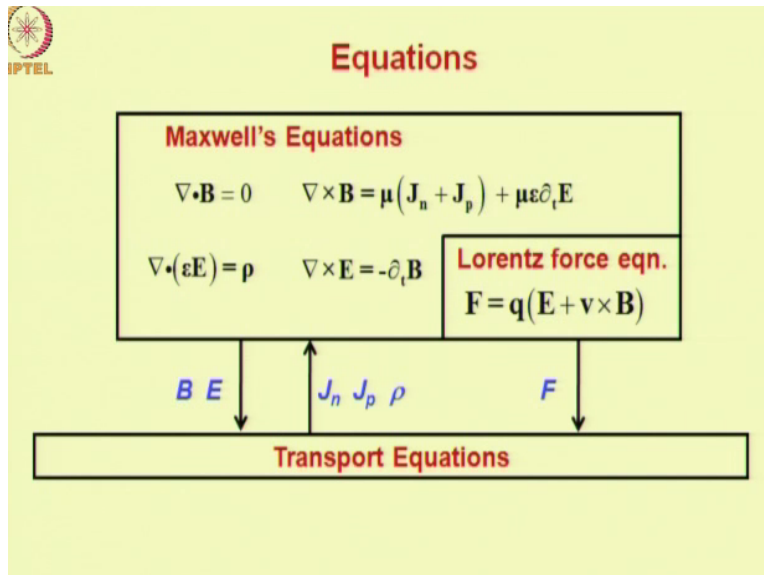 IPTEL
Equations
Maxwell's Equations
∇•B = 0 ∇×B = μ(Jₙ + Jₚ) + με∂ₜE
∇•(εE) = ρ ∇×E = -∂ₜB
Lorentz force eqn.
F = q(E + v×B)
B E Jₙ Jₚ ρ F
Transport Equations